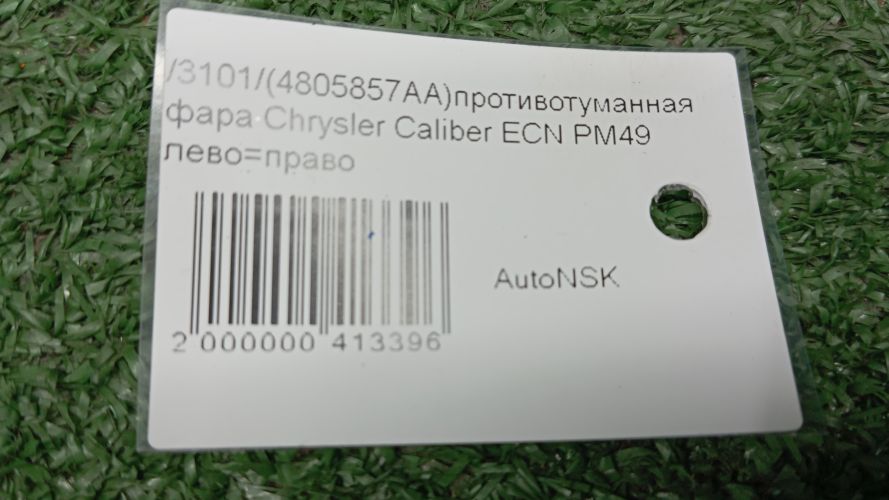 /3101/(4805857AA)противотуманная
фара Chrysler Caliber ECN PM49
лево=право
AutoNSK
2 000000 413396